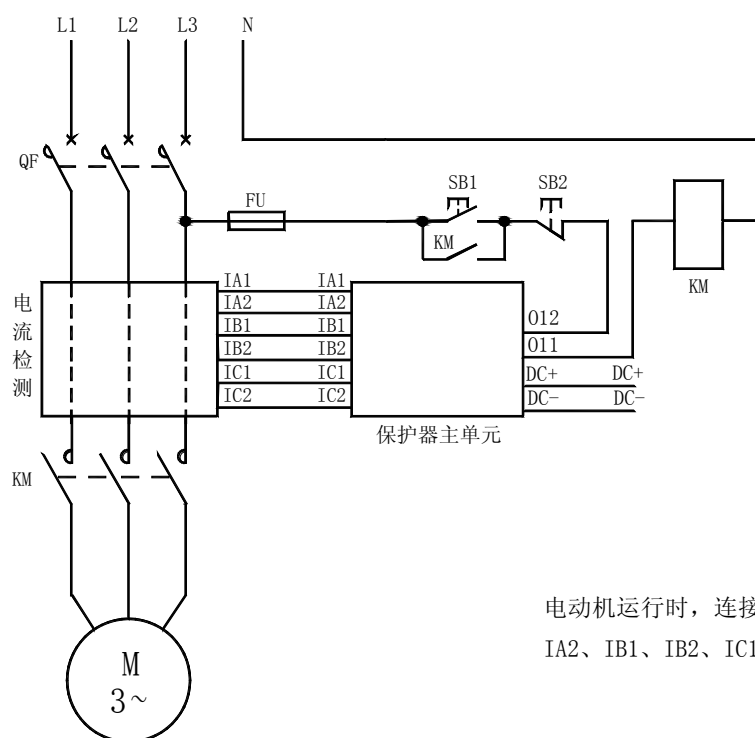 L1 L2 L3 N
QF
FU
SB1 SB2
KM
KM
电流检测
IA1 IA1
IA2 IA2
IB1 IB1
IB2 IB2
IC1 IC1
IC2 IC2
O12
O11
DC+ DC+
DC- DC-
保护器主单元
KM
M
3~
电动机运行时，连接
IA2、IB1、IB2、IC1